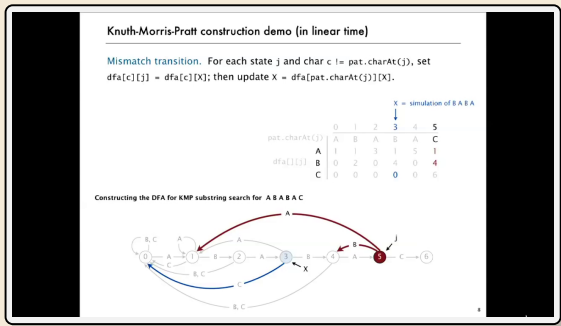 Knuth-Morris-Pratt construction demo (in linear time)
Mismatch transition. For each state j and char c != pat.charAt(j), set
dfa[c][j] = dfa[c][X]; then update X = dfa[pat.charAt(j)][X].
X = simulation of B A B A
0 1 2 3 4 5
pat.charAt(j) A B A B A C
A 1 1 3 1 5 1
dfa[][j] B 0 2 0 4 0 4
C 0 0 0 0 0 6
Constructing the DFA for KMP substring search for A B A B A C
A
j
B, C A A B
0 A 1 B 2 A 3 B 4 A 5 C 6
C B, C X
C
B, C
8